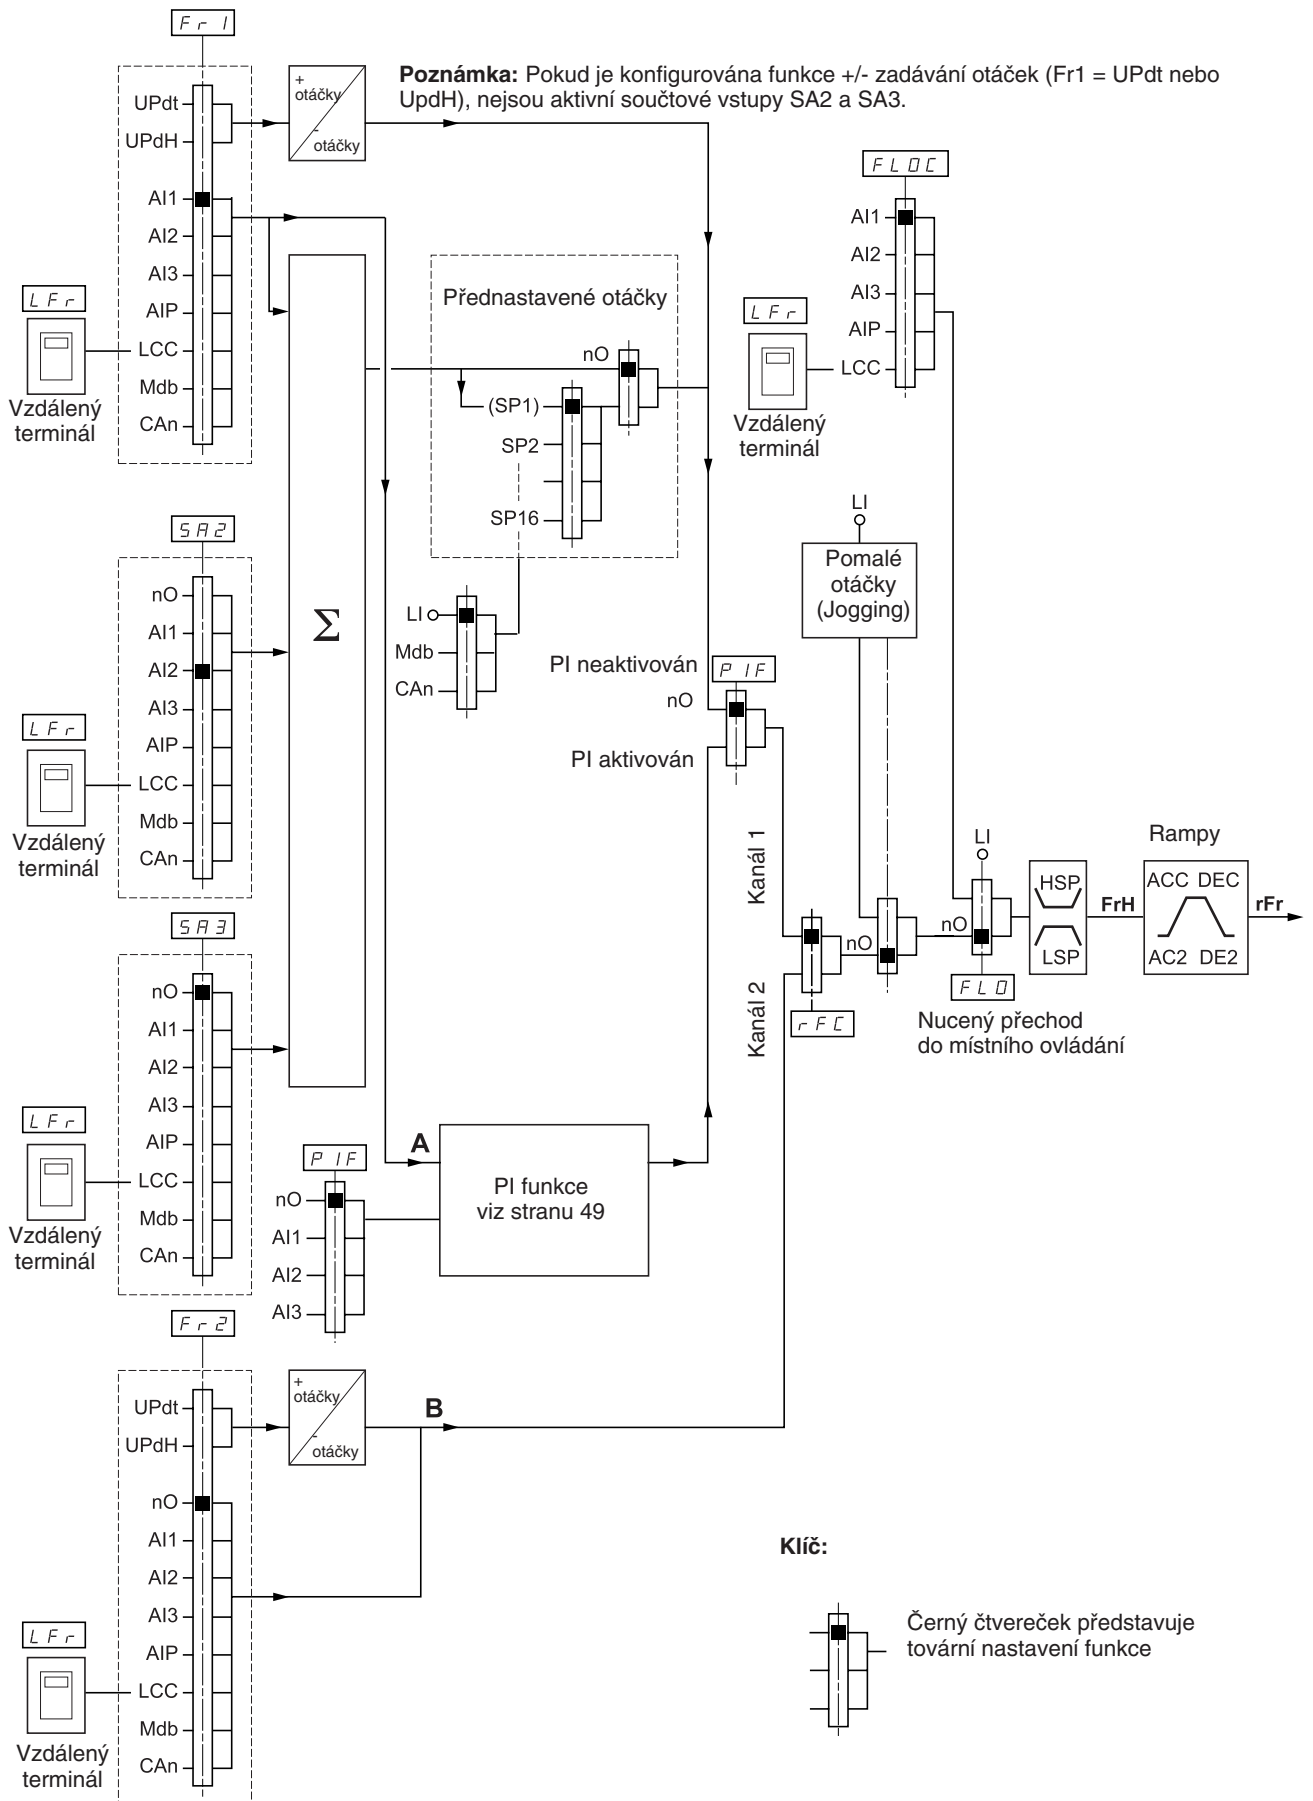 Fr1
Poznámka: Pokud je konfigurována funkce +/- zadávání otáček (Fr1 = UPdt nebo
UpdH), nejsou aktivní součtové vstupy SA2 a SA3.
UPdt
UPdH
+
otáčky
-
otáčky
AI1
AI2
AI3
AIP
LCC
Mdb
CAn
LFr
Vzdálený
terminál
Přednastavené otáčky
nO
(SP1)
SP2
SP16
LI
Mdb
CAn
FLOC
AI1
AI2
AI3
AIP
LCC
LFr
Vzdálený
terminál
SA2
nO
AI1
AI2
AI3
AIP
LCC
Mdb
CAn
LFr
Vzdálený
terminál
Σ
LI
Pomalé
otáčky
(Jogging)
PI neaktivován
PIF
nO
PI aktivován
Kanál 1
Kanál 2
rFC
nO
nO
LI
FLO
Nucený přechod
do místního ovládání
HSP
LSP
FrH
Rampy
ACC DEC
AC2 DE2
rFr
SA3
nO
AI1
AI2
AI3
AIP
LCC
Mdb
CAn
LFr
Vzdálený
terminál
A
PIF
nO
AI1
AI2
AI3
PI funkce
viz stranu 49
Fr2
UPdt
UPdH
+
otáčky
-
otáčky
B
nO
AI1
AI2
AI3
AIP
LCC
Mdb
CAn
LFr
Vzdálený
terminál
Klíč:
Černý čtvereček představuje
tovární nastavení funkce